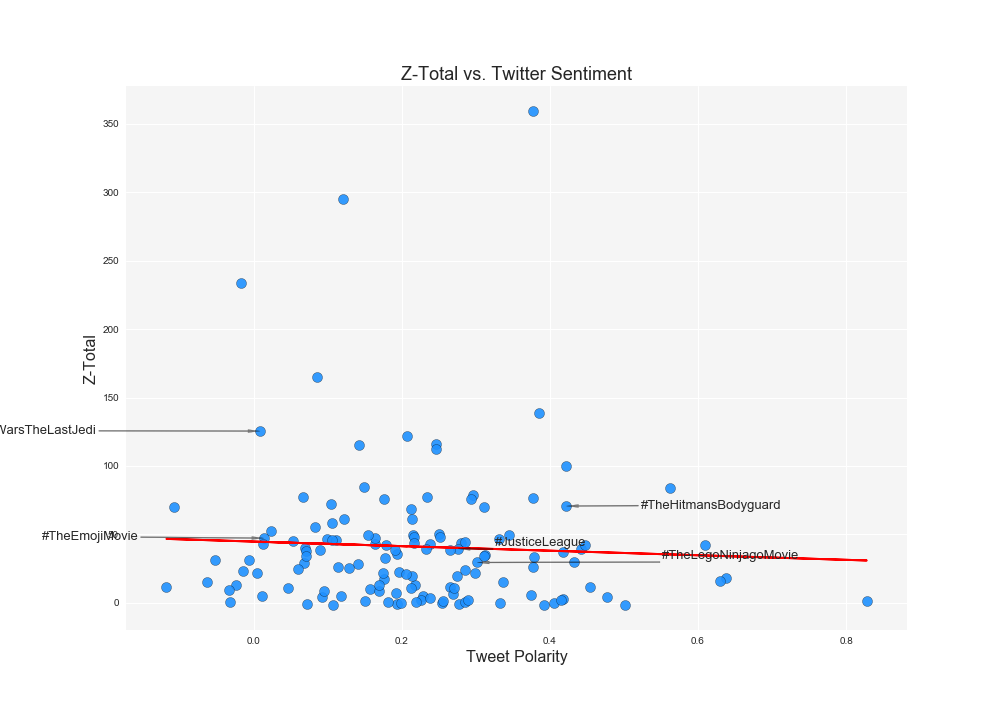 Z-Total vs. Twitter Sentiment
350
300
250
200
150
100
50
0
Z-Total
WarsTheLastJedi
#TheEmojiMovie
#TheHitmansBodyguard
#JusticeLeague
#TheLegoNinjagoMovie
0.0 0.2 0.4 0.6 0.8
Tweet Polarity